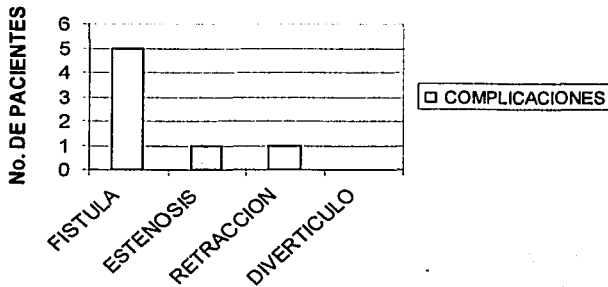 No. DE PACIENTES
6
5
4
3
2
1
0
FISTULA
ESTENOSIS
RETRACCION
DIVERTICULO
COMPLICACIONES